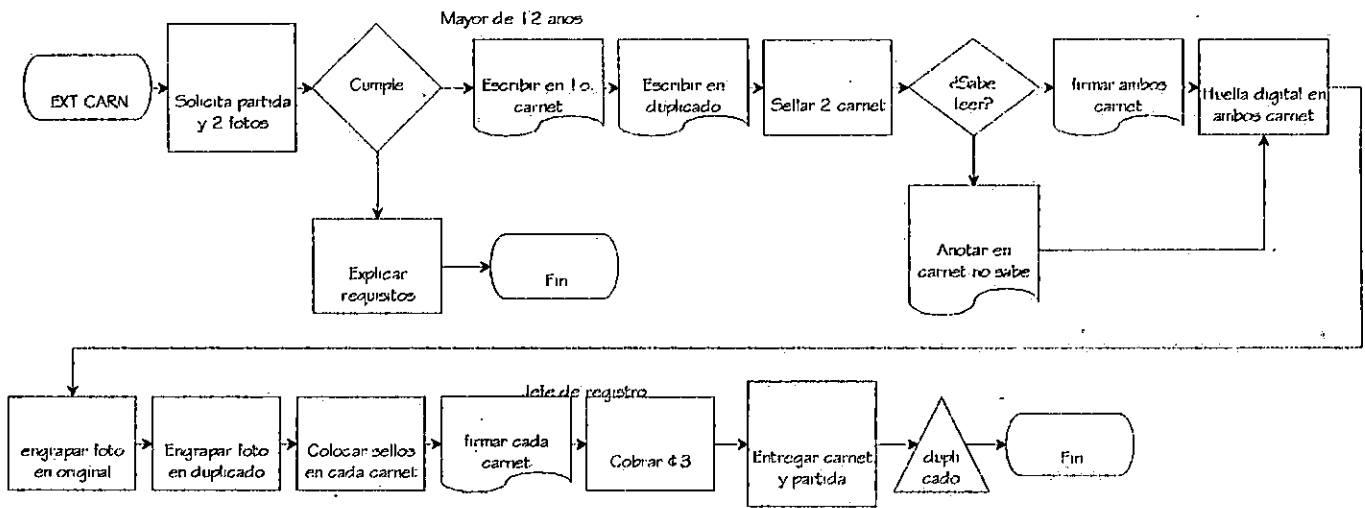 Mayor de 12 anos
EXT CARN
Solicita partida
y 2 fotos
Cumple
Escribir en 1o.
carnet
Escribir en
duplicado
Sellar 2 carnet
¿Sabe
leer?
firmar ambos
carnet
Huella digital en
ambos carnet
Explicar
requisitos
Fin
Anotar en
carnet no sabe
Jefe de registro
engrapar foto
en original
Engrapar foto
en duplicado
Colocar sellos
en cada carnet
firmar cada
carnet
Cobrar ¢3
Entregar carnet
y partida
dupli
cado
Fin